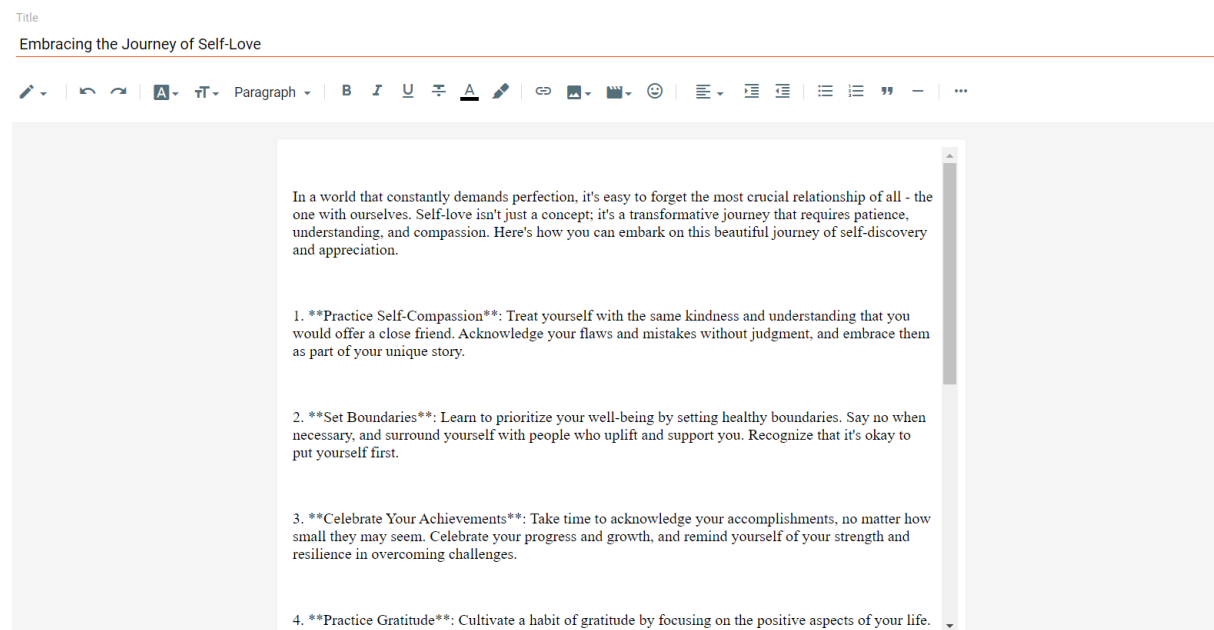 Title
Embracing the Journey of Self-Love
Paragraph
In a world that constantly demands perfection, it's easy to forget the most crucial relationship of all - the
one with ourselves. Self-love isn't just a concept; it's a transformative journey that requires patience,
understanding, and compassion. Here's how you can embark on this beautiful journey of self-discovery
and appreciation.
1. **Practice Self-Compassion**: Treat yourself with the same kindness and understanding that you
would offer a close friend. Acknowledge your flaws and mistakes without judgment, and embrace them
as part of your unique story.
2. **Set Boundaries**: Learn to prioritize your well-being by setting healthy boundaries. Say no when
necessary, and surround yourself with people who uplift and support you. Recognize that it's okay to
put yourself first.
3. **Celebrate Your Achievements**: Take time to acknowledge your accomplishments, no matter how
small they may seem. Celebrate your progress and growth, and remind yourself of your strength and
resilience in overcoming challenges.
4. **Practice Gratitude**: Cultivate a habit of gratitude by focusing on the positive aspects of your life.